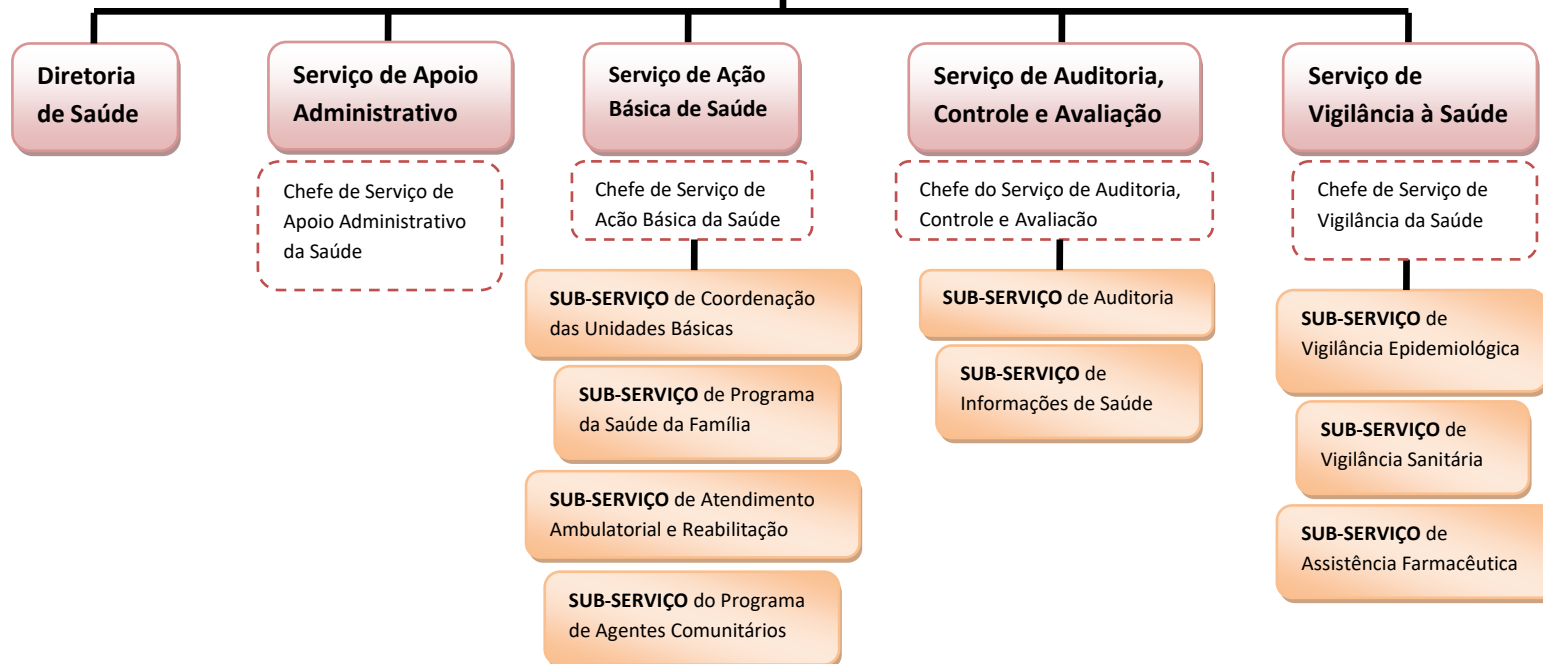 Diretoria
de Saúde
Serviço de Apoio
Administrativo
Chefe de Serviço de
Apoio Administrativo
da Saúde
Serviço de Ação
Básica de Saúde
Chefe de Serviço de
Ação Básica da Saúde
SUB-SERVIÇO de Coordenação
das Unidades Básicas
SUB-SERVIÇO de Programa
da Saúde da Família
SUB-SERVIÇO de Atendimento
Ambulatorial e Reabilitação
SUB-SERVIÇO do Programa
de Agentes Comunitários
Serviço de Auditoria,
Controle e Avaliação
Chefe do Serviço de Auditoria,
Controle e Avaliação
SUB-SERVIÇO de Auditoria
SUB-SERVIÇO de
Informações de Saúde
Serviço de
Vigilância à Saúde
Chefe de Serviço de
Vigilância da Saúde
SUB-SERVIÇO de
Vigilância Epidemiológica
SUB-SERVIÇO de
Vigilância Sanitária
SUB-SERVIÇO de
Assistência Farmacêutica